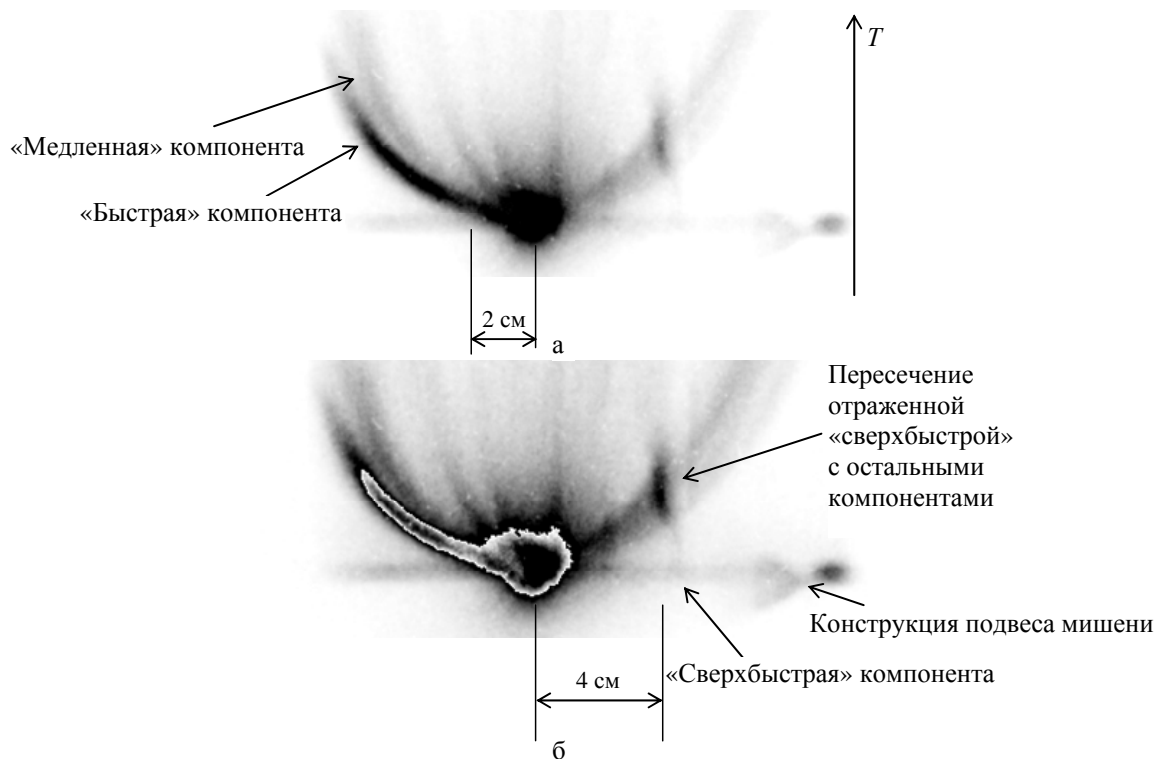 T
«Медленная» компонента
«Быстрая» компонента
2 см
а
Пересечение
отраженной
«сверхбыстрой»
с остальными
компонентами
Конструкция подвеса мишени
«Сверхбыстрая» компонента
4 см
б